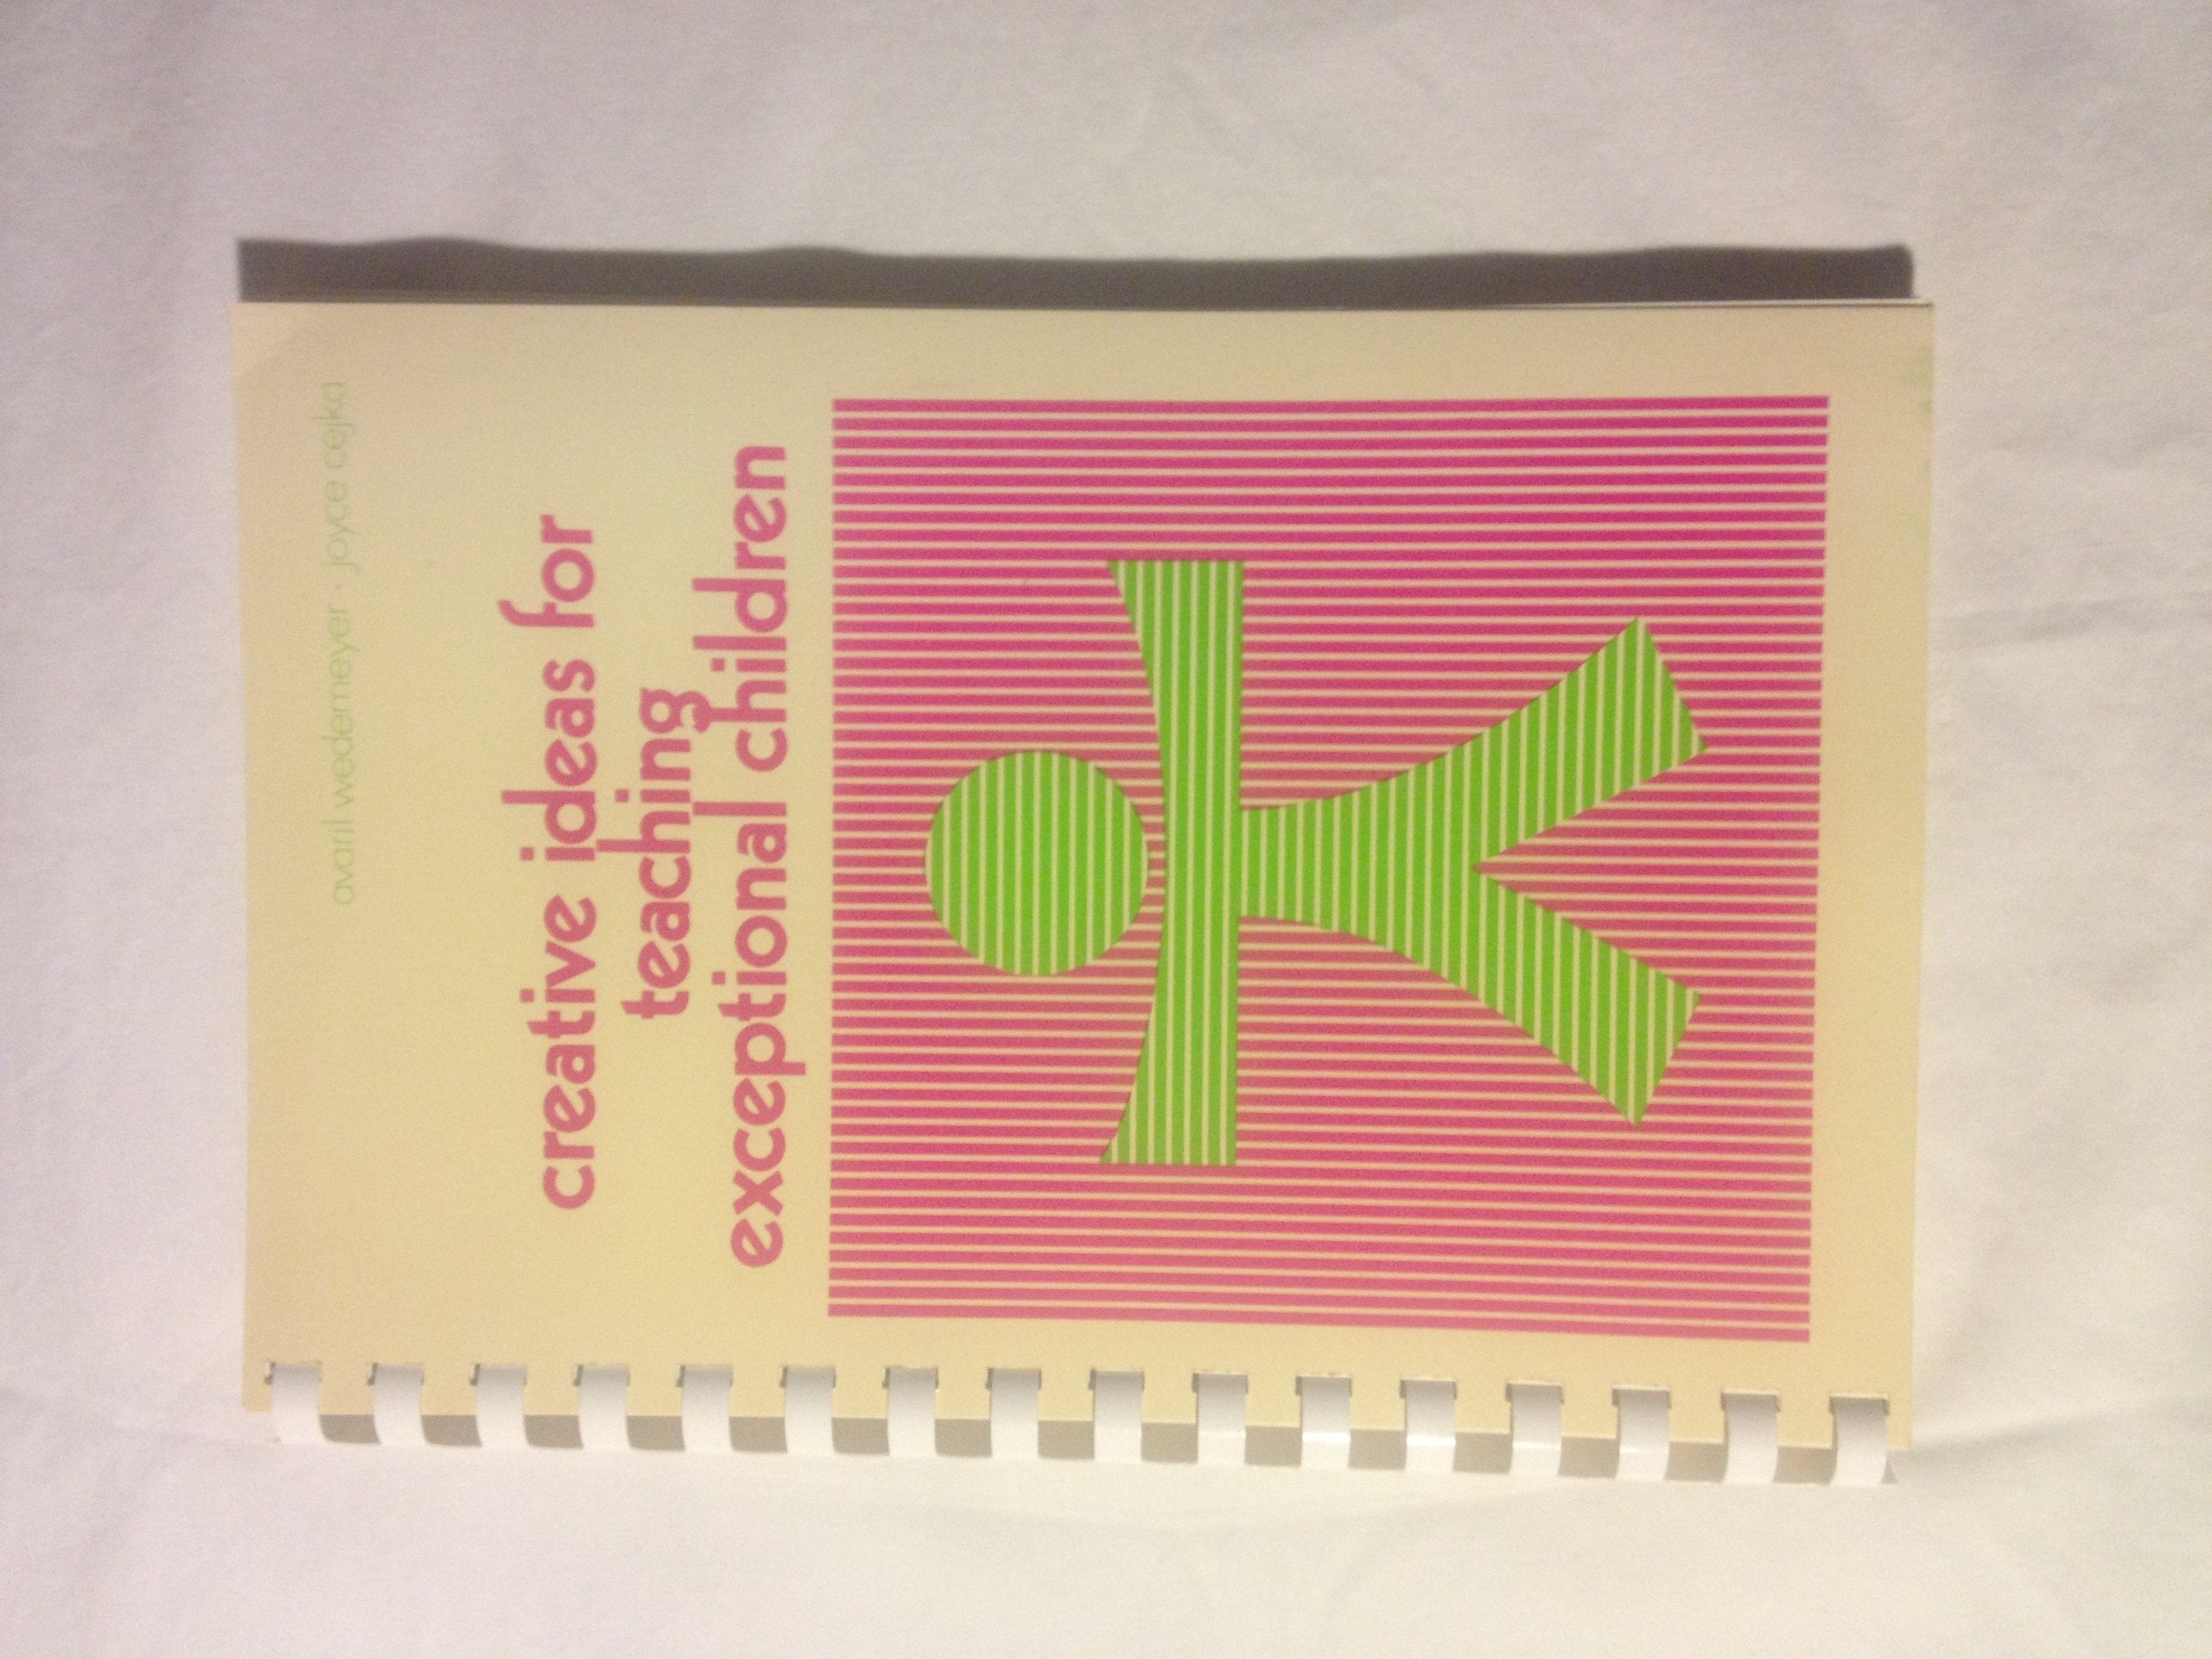 avaril wedemeyer · joyce cejka
creative ideas for
teaching
exceptional children